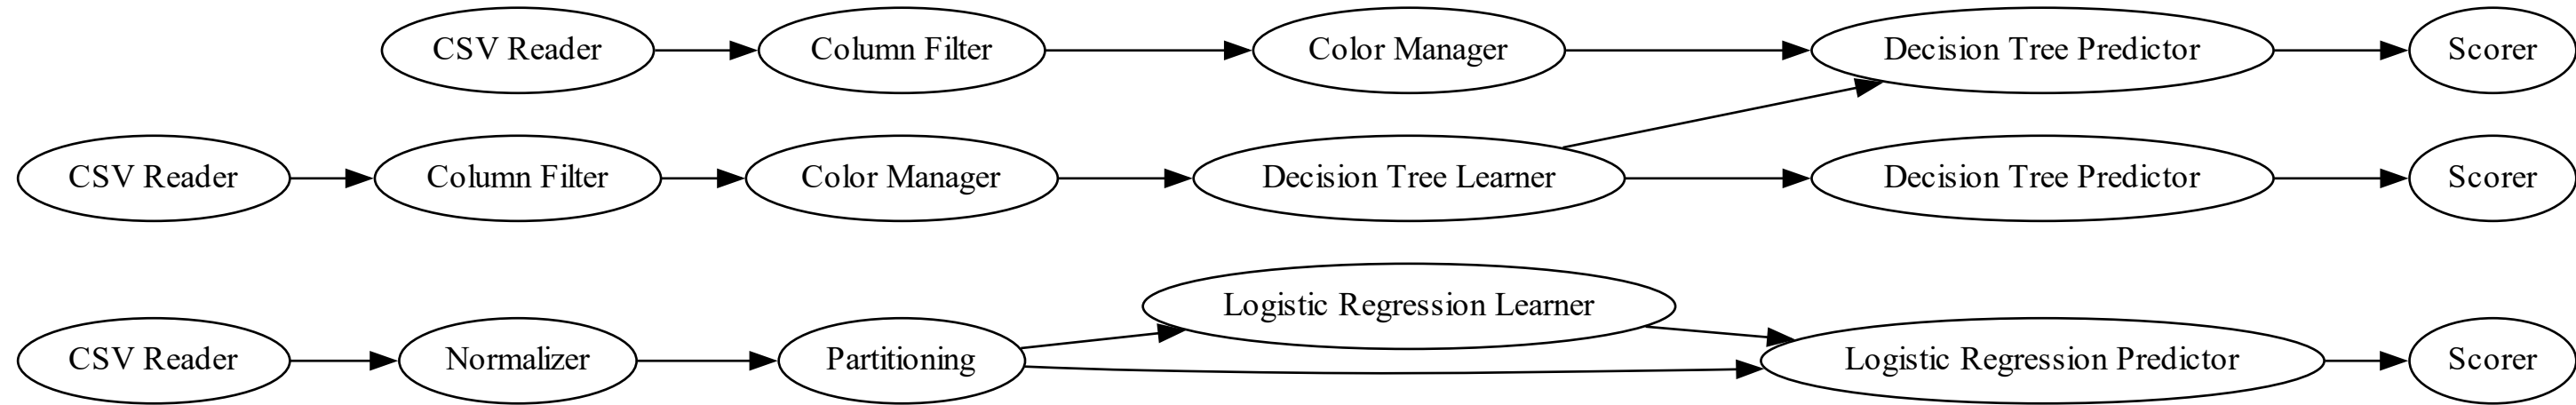 CSV Reader
Column Filter
Color Manager
Decision Tree Predictor
Scorer
CSV Reader
Column Filter
Color Manager
Decision Tree Learner
Decision Tree Predictor
Scorer
Logistic Regression Learner
CSV Reader
Normalizer
Partitioning
Logistic Regression Predictor
Scorer